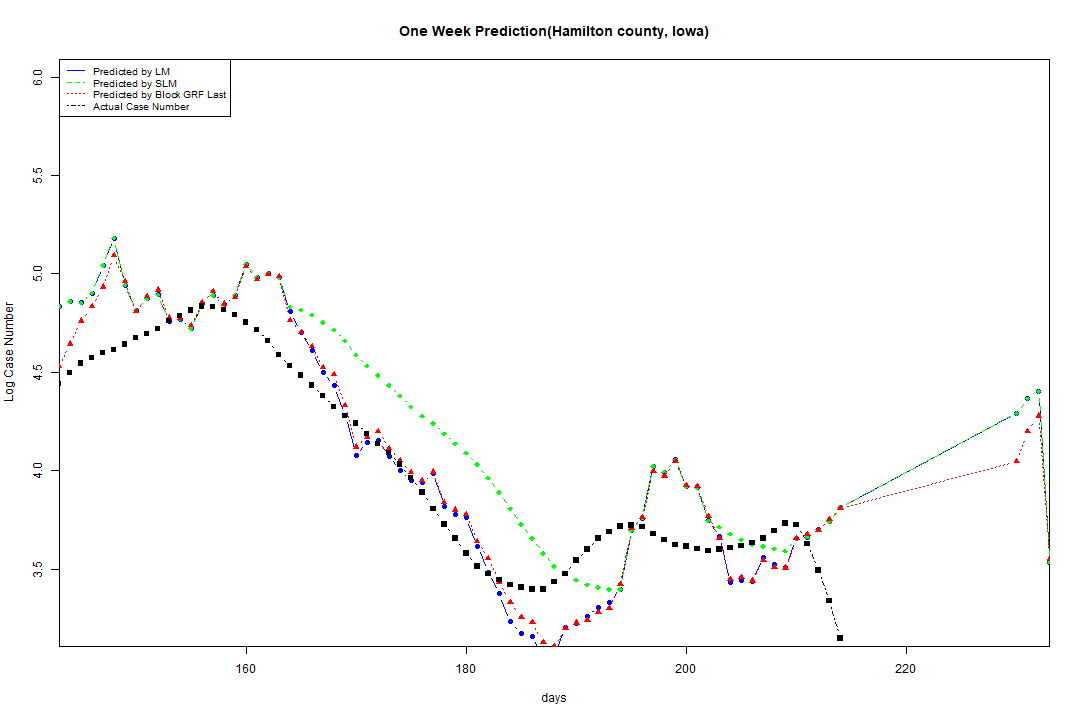 One Week Prediction(Hamilton county, Iowa)
Predicted by LM
Predicted by SLM
Predicted by Block GRF Last
Actual Case Number
6.0
5.5
5.0
4.5
4.0
3.5
Log Case Number
160 180 200 220
days